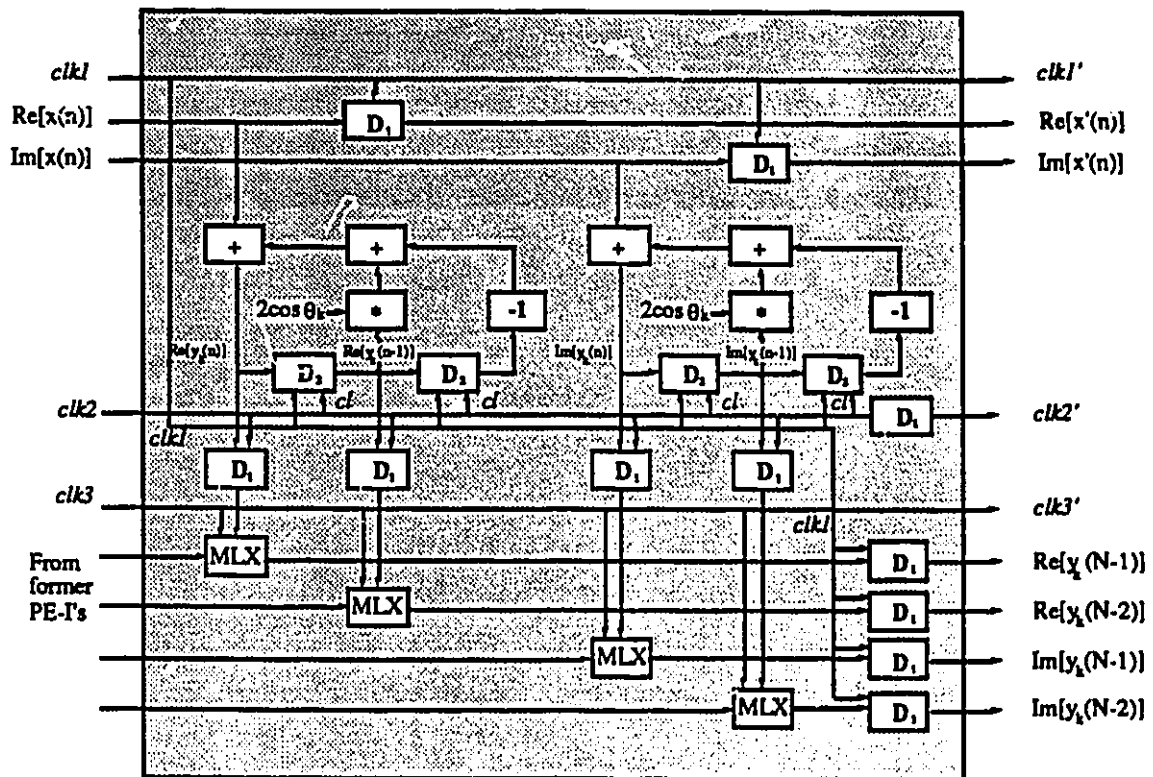 clk1 clk1'
Re[x(n)] D₁ Re[x'(n)]
Im[x(n)] D₁ Im[x'(n)]
+ + + +
2cos θₖ * -1 2cos θₖ * -1
Re[yₖ(n)] Re[yₖ(n-1)] Im[yₖ(n)] Im[yₖ(n-1)]
D₂ D₂ D₂ D₂
cl cl cl cl
clk2 D₁ clk2'
clk1
D₁ D₁ D₁ D₁
clk3 clk3'
clk1
MLX D₁ Re[yₖ(N-1)]
From
former
PE-I's
MLX D₁ Re[yₖ(N-2)]
MLX D₁ Im[yₖ(N-1)]
MLX D₁ Im[yₖ(N-2)]